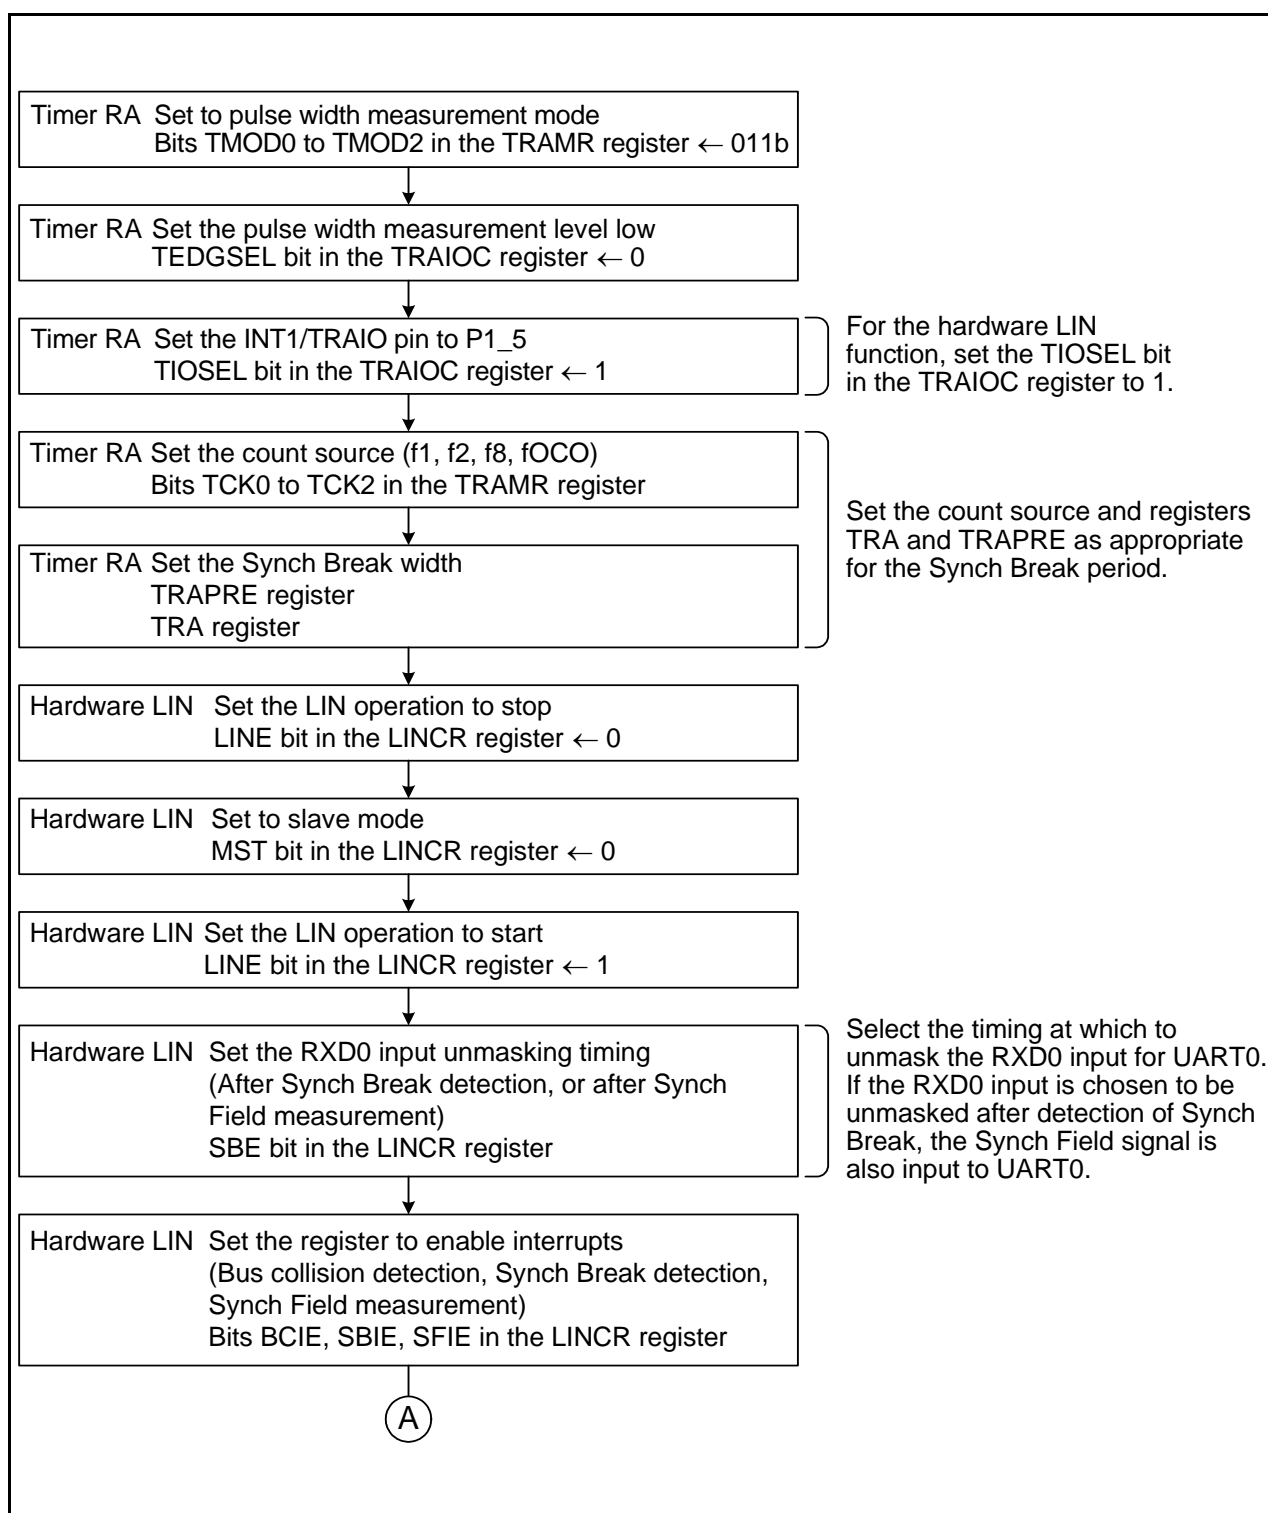 Timer RA Set to pulse width measurement mode
Bits TMOD0 to TMOD2 in the TRAMR register ← 011b
Timer RA Set the pulse width measurement level low
TEDGSEL bit in the TRAIOC register ← 0
Timer RA Set the INT1/TRAIO pin to P1_5
TIOSEL bit in the TRAIOC register ← 1
For the hardware LIN
function, set the TIOSEL bit
in the TRAIOC register to 1.
Timer RA Set the count source (f1, f2, f8, fOCO)
Bits TCK0 to TCK2 in the TRAMR register
Timer RA Set the Synch Break width
TRAPRE register
TRA register
Set the count source and registers
TRA and TRAPRE as appropriate
for the Synch Break period.
Hardware LIN Set the LIN operation to stop
LINE bit in the LINCR register ← 0
Hardware LIN Set to slave mode
MST bit in the LINCR register ← 0
Hardware LIN Set the LIN operation to start
LINE bit in the LINCR register ← 1
Hardware LIN Set the RXD0 input unmasking timing
(After Synch Break detection, or after Synch
Field measurement)
SBE bit in the LINCR register
Select the timing at which to
unmask the RXD0 input for UART0.
If the RXD0 input is chosen to be
unmasked after detection of Synch
Break, the Synch Field signal is
also input to UART0.
Hardware LIN Set the register to enable interrupts
(Bus collision detection, Synch Break detection,
Synch Field measurement)
Bits BCIE, SBIE, SFIE in the LINCR register
A